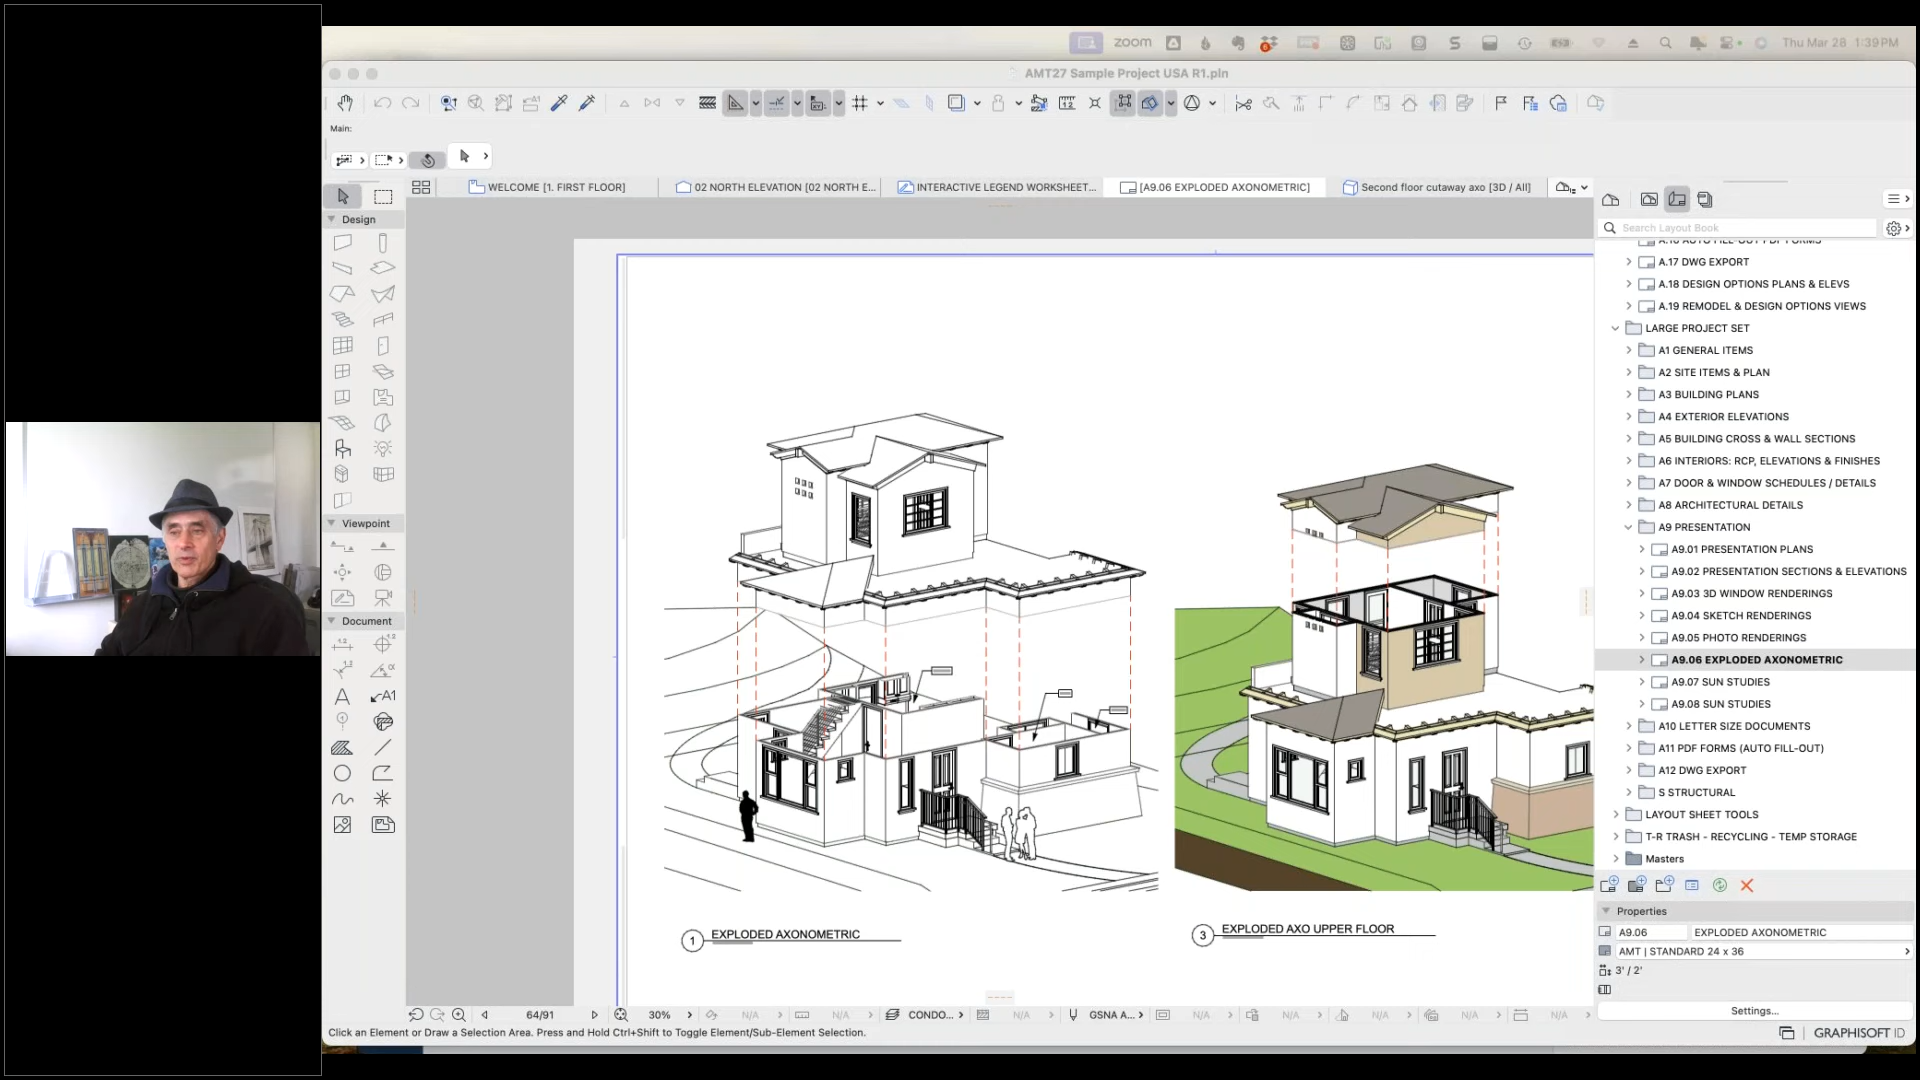 zoom
Thu Mar 28 1:39 PM
AMT27 Sample Project USA R1.pln
Main:
WELCOME [1. FIRST FLOOR]
02 NORTH ELEVATION [02 NORTH E...
INTERACTIVE LEGEND WORKSHEET...
[A9.06 EXPLODED AXONOMETRIC]
Second floor cutaway axo [3D / All]
Design
Viewpoint
Document
Search Layout Book
A.16 AUTO FILL-OUT PDF FORMS
A.17 DWG EXPORT
A.18 DESIGN OPTIONS PLANS & ELEVS
A.19 REMODEL & DESIGN OPTIONS VIEWS
LARGE PROJECT SET
A1 GENERAL ITEMS
A2 SITE ITEMS & PLAN
A3 BUILDING PLANS
A4 EXTERIOR ELEVATIONS
A5 BUILDING CROSS & WALL SECTIONS
A6 INTERIORS: RCP, ELEVATIONS & FINISHES
A7 DOOR & WINDOW SCHEDULES / DETAILS
A8 ARCHITECTURAL DETAILS
A9 PRESENTATION
A9.01 PRESENTATION PLANS
A9.02 PRESENTATION SECTIONS & ELEVATIONS
A9.03 3D WINDOW RENDERINGS
A9.04 SKETCH RENDERINGS
A9.05 PHOTO RENDERINGS
A9.06 EXPLODED AXONOMETRIC
A9.07 SUN STUDIES
A9.08 SUN STUDIES
A10 LETTER SIZE DOCUMENTS
A11 PDF FORMS (AUTO FILL-OUT)
A12 DWG EXPORT
S STRUCTURAL
LAYOUT SHEET TOOLS
T-R TRASH - RECYCLING - TEMP STORAGE
Masters
Properties
A9.06 EXPLODED AXONOMETRIC
AMT | STANDARD 24 x 36
3' / 2'
Settings...
1 EXPLODED AXONOMETRIC
3 EXPLODED AXO UPPER FLOOR
64/91
30%
N/A
N/A
CONDO...
N/A
GSNA A...
N/A
N/A
N/A
N/A
N/A
Click an Element or Draw a Selection Area. Press and Hold Ctrl+Shift to Toggle Element/Sub-Element Selection.
GRAPHISOFT ID